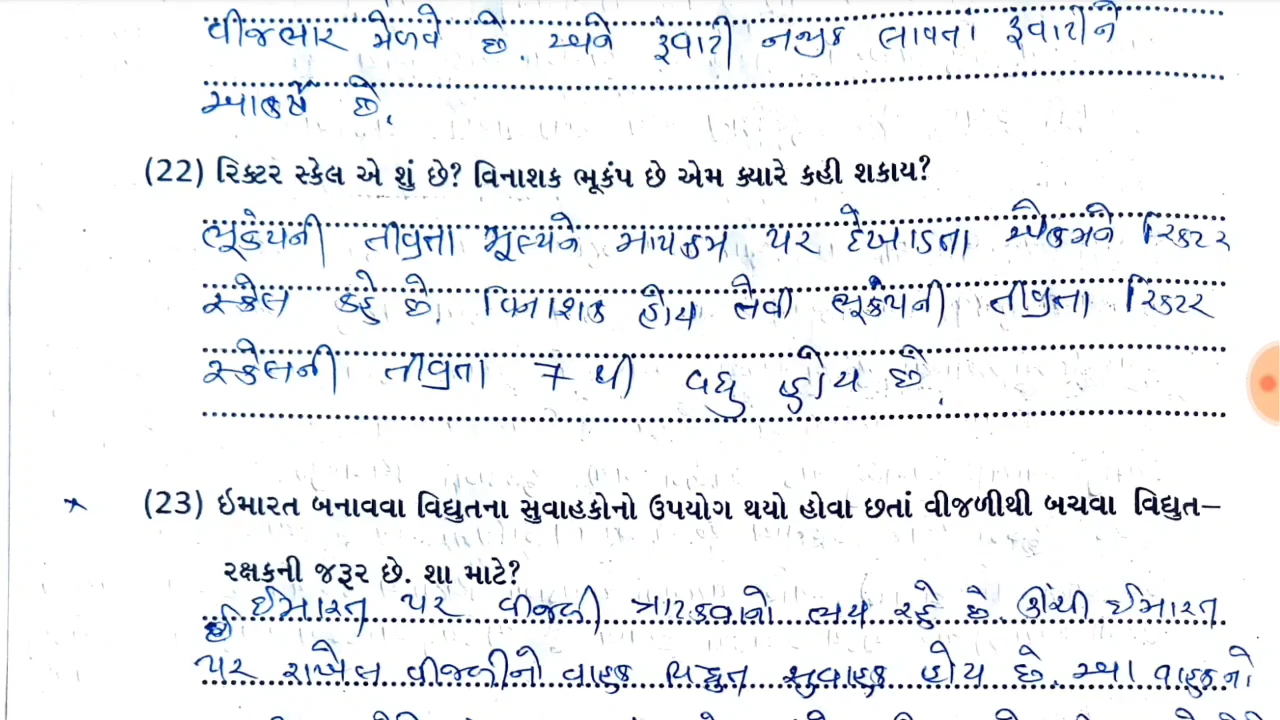 વીજભાર મેળવે છે. અને રૂંવાટી નજીક લાવતાં રૂંવાટીને
આકર્ષે છે.
(22) રિક્ટર સ્કેલ એ શું છે? વિનાશક ભૂકંપ છે એમ ક્યારે કહી શકાય?
ભૂકંપની તીવ્રતા મૂલ્યને માપક્રમ પર દેખાડતા એકમને રિક્ટર
સ્કેલ કહે છે. વિનાશક હોય તેવી ભૂકંપની તીવ્રતા રિક્ટર
સ્કેલની તીવ્રતા 7 થી વધુ હોય છે.
(23) ઇમારત બનાવવા વિદ્યુતના સુવાહકોનો ઉપયોગ થયો હોવા છતાં વીજળીથી બચવા વિદ્યુત–
રક્ષકની જરૂર છે. શા માટે?
ઈમારત પર વીજળી ત્રાટકવાનો ભય રહે છે. ઊંચી ઈમારત
પર રાખેલ વીજળીનો વાહક વિદ્યુત સુવાહક હોય છે. આ વાહકનો